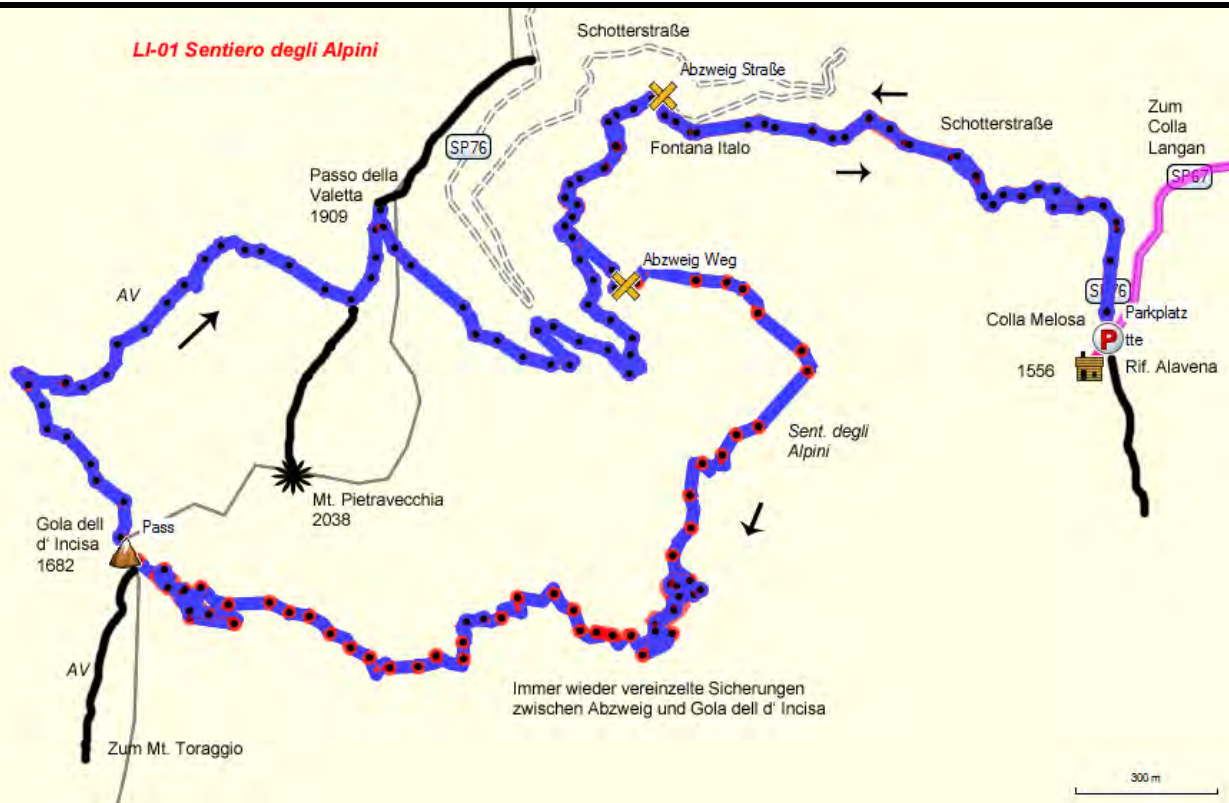 LI-01 Sentiero degli Alpini
Schotterstraße
Abzweig Straße
Zum
Colla
Langan
Schotterstraße
SP76
Fontana Italo
SP67
Passo della
Valetta
1909
Abzweig Weg
AV
SP76
Parkplatz
Colla Melosa
P
tte
1556
Rif. Alavena
Sent. degli
Alpini
Mt. Pietravecchia
2038
Gola dell
d' Incisa
1682
Pass
AV
Immer wieder vereinzelte Sicherungen
zwischen Abzweig und Gola dell d' Incisa
Zum Mt. Toraggio
300 m